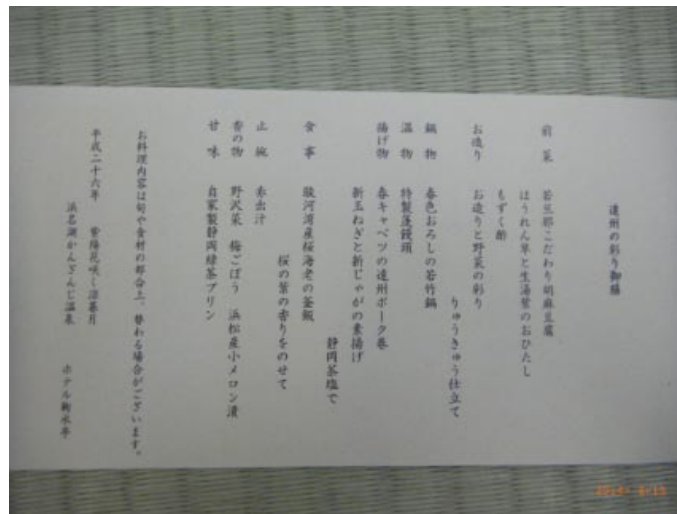 遠州の彩り御膳
前菜 若旦那こだわり胡麻豆腐
ほうれん草と生湯葉のおひたし
もずく酢
お造り お造りと野菜の彩り
りゅうきゅう仕立て
鍋物 春色おろしの若竹鍋
温物 特製蓬饅頭
揚げ物 春キャベツの遠州ポーク巻
新玉ねぎと新じゃがの素揚げ
静岡茶塩で
食事 駿河湾産桜海老の釜飯
桜の葉の香りをのせて
止椀 赤出汁
香の物 野沢菜 梅ごぼう 浜松産小メロン漬
甘味 自家製静岡緑茶プリン
お料理内容は旬や食材の都合上、替わる場合がございます。
平成二十六年 紫陽花咲く涼暮月
浜名湖かんざんじ温泉
ホテル鞠水亭